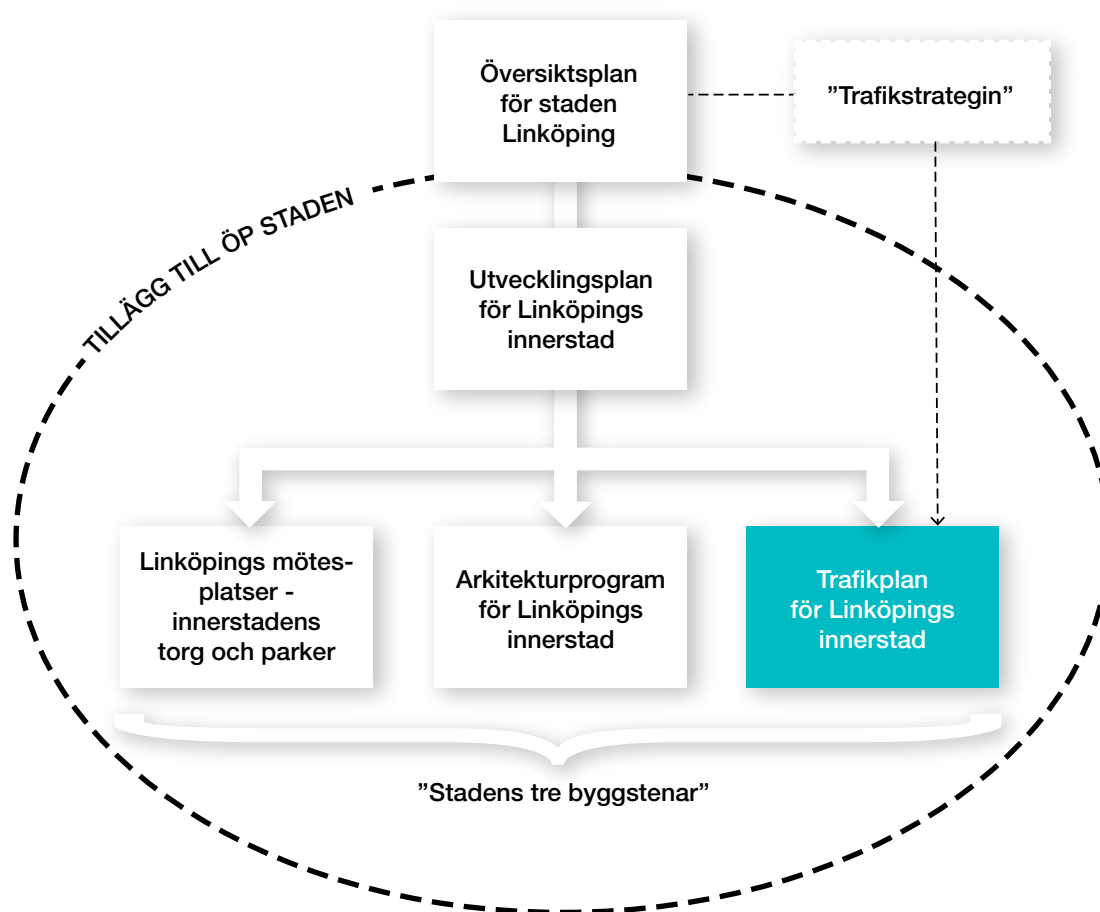 Översiktsplan
för staden
Linköping
”Trafikstrategin”
TILLÄGG TILL ÖP STADEN
Utvecklingsplan
för Linköpings
innerstad
Linköpings mötes-
platser -
innerstadens
torg och parker
Arkitekturprogram
för Linköpings
innerstad
Trafikplan
för Linköpings
innerstad
”Stadens tre byggstenar”